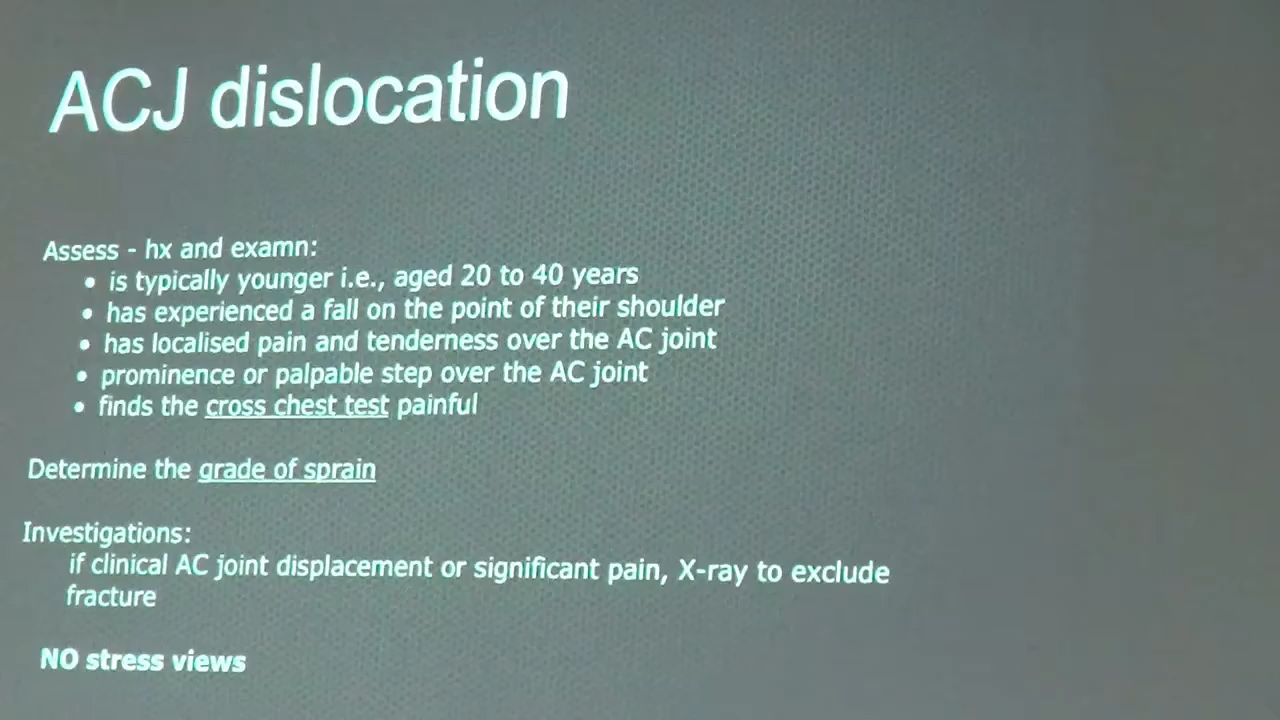 ACJ dislocation
Assess - hx and examn:
• is typically younger i.e., aged 20 to 40 years
• has experienced a fall on the point of their shoulder
• has localised pain and tenderness over the AC joint
• prominence or palpable step over the AC joint
• finds the cross chest test painful
Determine the grade of sprain
Investigations:
if clinical AC joint displacement or significant pain, X-ray to exclude
fracture
NO stress views